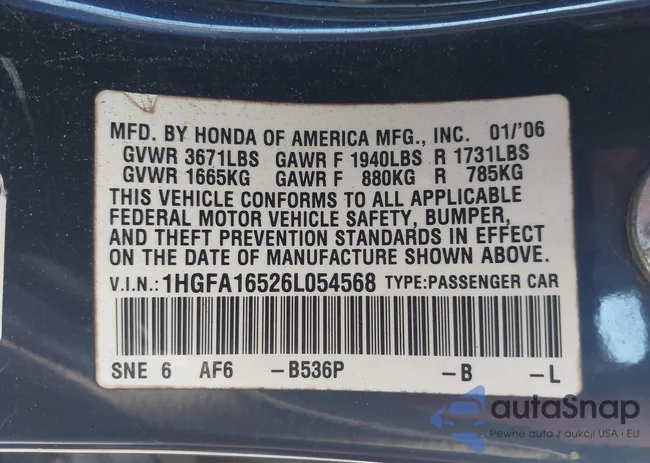 MFD. BY HONDA OF AMERICA MFG., INC. 01/'06
GVWR 3671LBS GAWR F 1940LBS R 1731LBS
GVWR 1665KG GAWR F 880KG R 785KG
THIS VEHICLE CONFORMS TO ALL APPLICABLE
FEDERAL MOTOR VEHICLE SAFETY, BUMPER,
AND THEFT PREVENTION STANDARDS IN EFFECT
ON THE DATE OF MANUFACTURE SHOWN ABOVE.
V.I.N.: 1HGFA16526L054568 TYPE:PASSENGER CAR
SNE 6 AF6 -B536P -B -L
autaSnap
Pewne auta z aukcji USA i EU